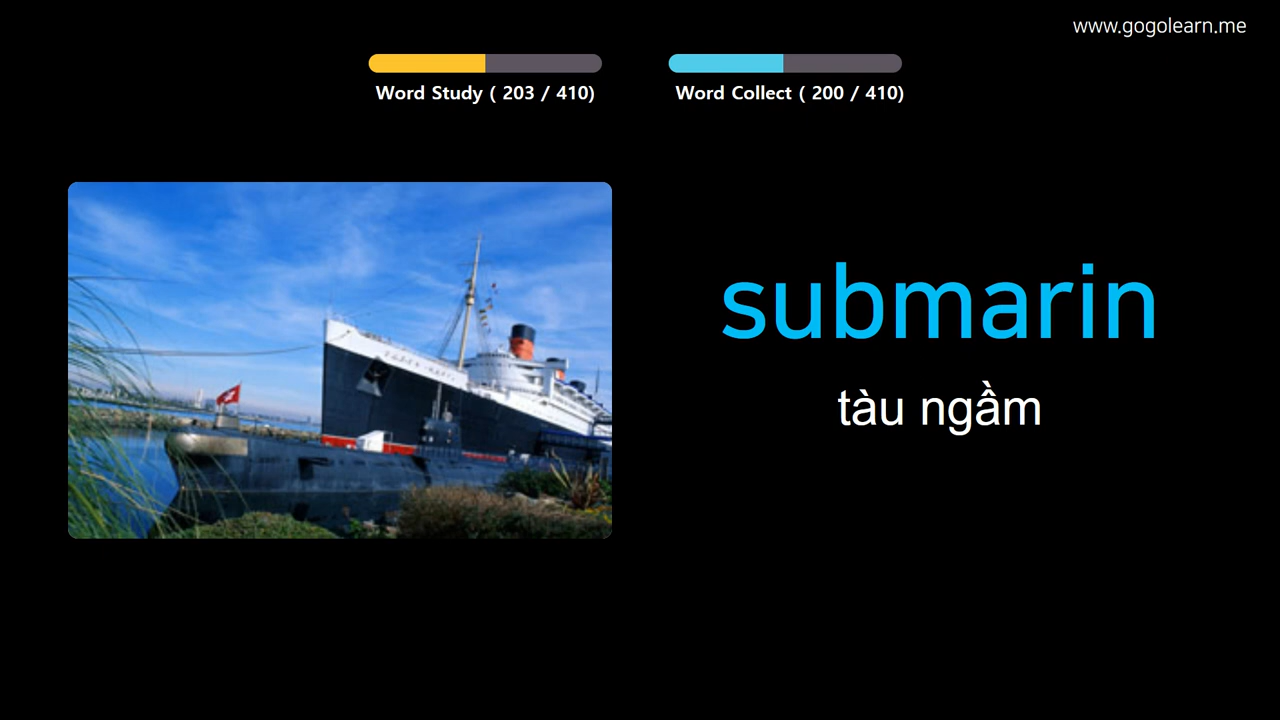 www.gogolearn.me
Word Study ( 203 / 410)
Word Collect ( 200 / 410)
submarin
tàu ngầm